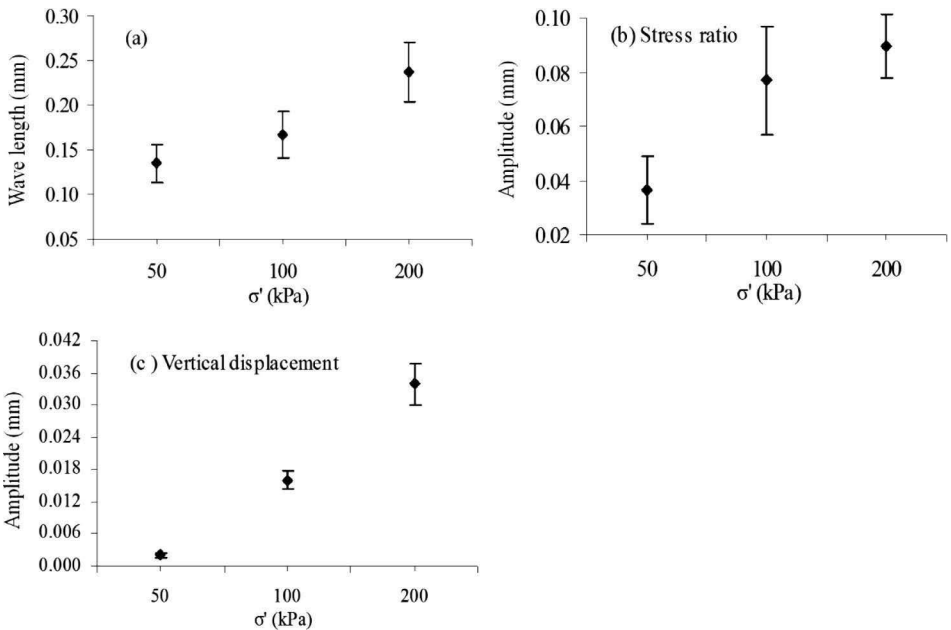 (a)
Wave length (mm)
0.30
0.25
0.20
0.15
0.10
0.05
50 100 200
σ' (kPa)
(b) Stress ratio
Amplitude (mm)
0.10
0.08
0.06
0.04
0.02
50 100 200
σ' (kPa)
(c ) Vertical displacement
Amplitude (mm)
0.042
0.036
0.030
0.024
0.018
0.012
0.006
0.000
50 100 200
σ' (kPa)